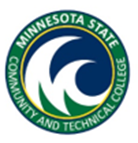 MINNESOTA STATE
COMMUNITY AND TECHNICAL COLLEGE